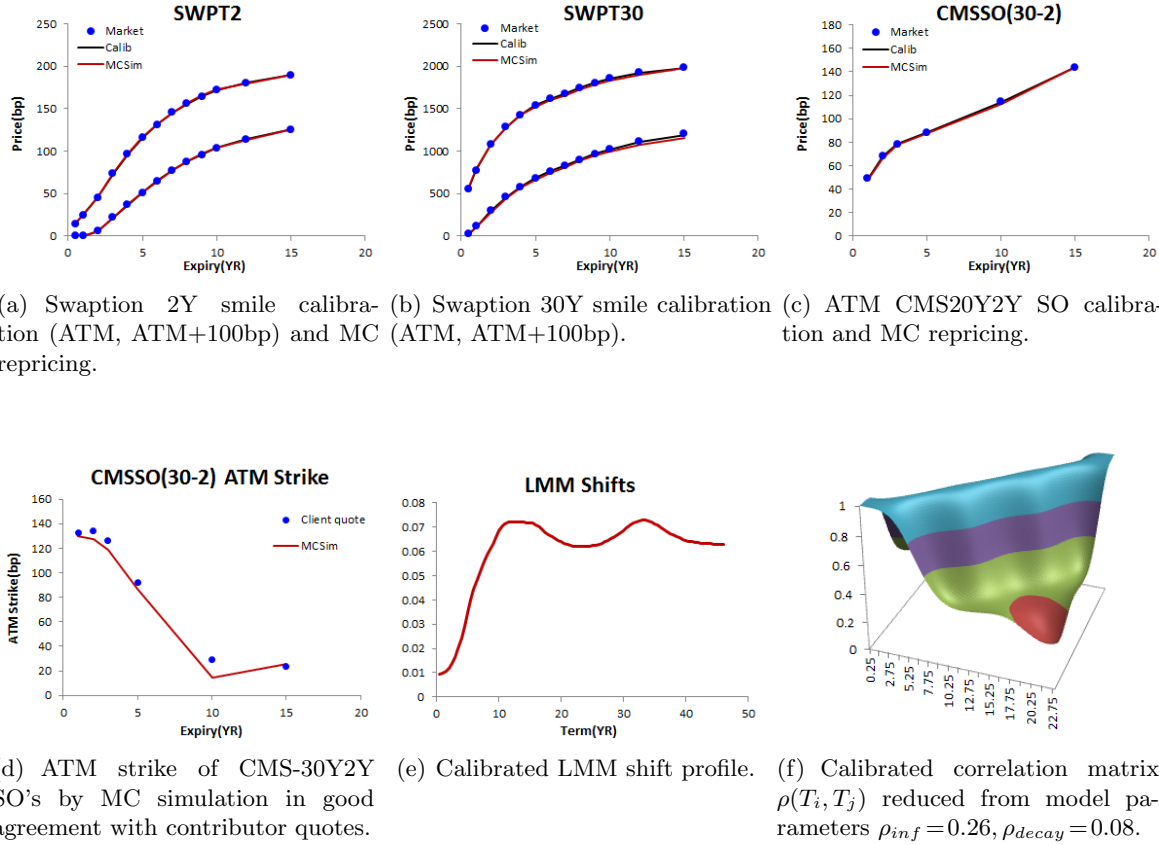 SWPT2
Price(bp)
250
200
150
100
50
0
Market
Calib
MCSim
0 5 10 15 20
Expiry(YR)
SWPT30
Price(bp)
2500
2000
1500
1000
500
0
Market
Calib
MCSim
0 5 10 15 20
Expiry(YR)
CMSSO(30-2)
Price(bp)
180
160
140
120
100
80
60
40
20
0
Market
Calib
MCSim
0 5 10 15 20
Expiry(YR)
(a) Swaption 2Y smile calibra-
tion (ATM, ATM+100bp) and MC
repricing.
(b) Swaption 30Y smile calibration
(ATM, ATM+100bp).
(c) ATM CMS20Y2Y SO calibra-
tion and MC repricing.
CMSSO(30-2) ATM Strike
ATM Strike(bp)
160
140
120
100
80
60
40
20
0
Client quote
MCSim
0 5 10 15 20
Expiry(YR)
LMM Shifts
0.08
0.07
0.06
0.05
0.04
0.03
0.02
0.01
0
0 10 20 30 40 50
Term(YR)
1
0.8
0.6
0.4
0.2
0
0.25 2.75 5.25 7.75 10.25 12.75 15.25 17.75 20.25 22.75
(d) ATM strike of CMS-30Y2Y
SO's by MC simulation in good
agreement with contributor quotes.
(e) Calibrated LMM shift profile.
(f) Calibrated correlation matrix
ρ(T_i, T_j) reduced from model pa-
rameters ρ_inf = 0.26, ρ_decay = 0.08.